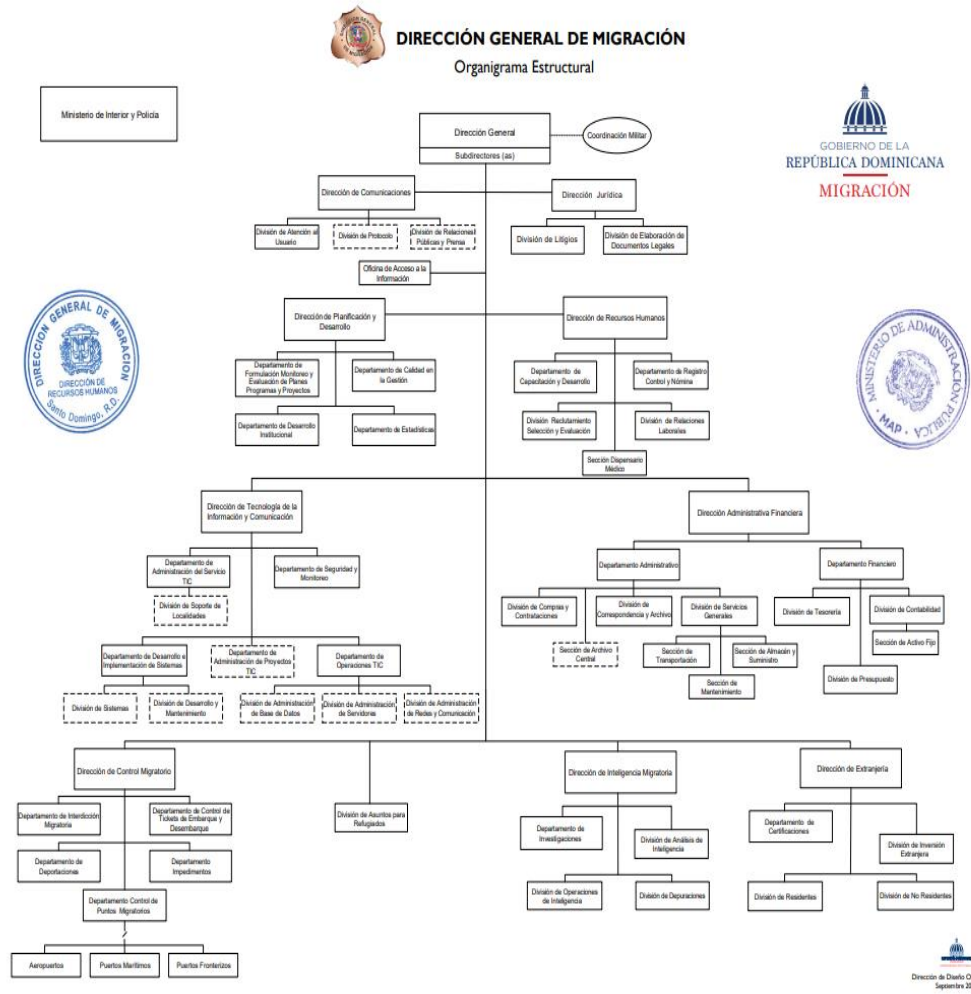 DIRECCIÓN GENERAL DE MIGRACIÓN
Organigrama Estructural
Ministerio de Interior y Policía
Dirección General
Subdirectores (as)
Coordinación Militar
GOBIERNO DE LA
REPÚBLICA DOMINICANA
MIGRACIÓN
Dirección de Comunicaciones
Dirección Jurídica
División de Atención al
Usuario
División de Protocolo
División de Relaciones
Públicas y Prensa
División de Litigios
División de Elaboración de
Documentos Legales
Oficina de Acceso a la
Información
DIRECCION GENERAL DE MIGRACION
DIRECCIÓN DE
RECURSOS HUMANOS
Santo Domingo, R.D.
MINISTERIO DE ADMINISTRACIÓN PÚBLICA
· MAP ·
Dirección de Planificación y
Desarrollo
Dirección de Recursos Humanos
Departamento de
Formulación Monitoreo y
Evaluación de Planes
Programas y Proyectos
Departamento de Calidad en
la Gestión
Departamento de Desarrollo
Institucional
Departamento de Estadísticas
Departamento de
Capacitación y Desarrollo
Departamento de Registro
Control y Nómina
División Reclutamiento
Selección y Evaluación
División de Relaciones
Laborales
Sección Dispensario
Médico
Dirección de Tecnología de la
Información y Comunicación
Dirección Administrativa Financiera
Departamento de
Administración del Servicio
TIC
Departamento de Seguridad y
Monitoreo
División de Soporte de
Localidades
Departamento de Desarrollo e
Implementación de Sistemas
Departamento de
Administración de Proyectos
TIC
Departamento de
Operaciones TIC
División de Sistemas
División de Desarrollo y
Mantenimiento
División de Administración
de Base de Datos
División de Administración
de Servidores
División de Administración
de Redes y Comunicación
Departamento Administrativo
Departamento Financiero
División de Compras y
Contrataciones
División de
Correspondencia y Archivo
División de Servicios
Generales
División de Tesorería
División de Contabilidad
Sección de Archivo
Central
Sección de
Transportación
Sección de Almacén y
Suministro
Sección de Activo Fijo
Sección de
Mantenimiento
División de Presupuesto
Dirección de Control Migratorio
Dirección de Inteligencia Migratoria
Dirección de Extranjería
Departamento de Interdicción
Migratoria
Departamento de Control de
Tickets de Embarque y
Desembarque
Departamento de
Deportaciones
Departamento
Impedimentos
Departamento Control de
Puntos Migratorios
Aeropuertos
Puertos Marítimos
Puertos Fronterizos
División de Asuntos para
Refugiados
Departamento de
Investigaciones
División de Análisis de
Inteligencia
División de Operaciones
de Inteligencia
División de Depuraciones
Departamento de
Certificaciones
División de Inversión
Extranjera
División de Residentes
División de No Residentes
Dirección de Diseño
Septiembre